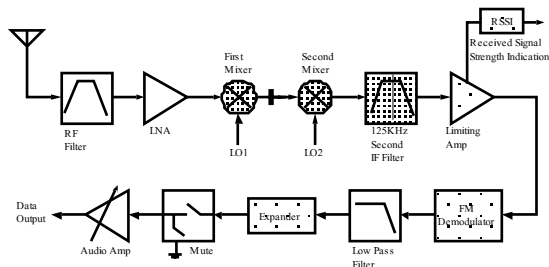 RSSI
Received Signal
Strength Indication
First
Mixer
Second
Mixer
RF
Filter
LNA
LO1
LO2
125KHz
Second
IF Filter
Limiting
Amp
Data
Output
Audio Amp
Mute
Expander
Low Pass
Filter
FM
Demodulator